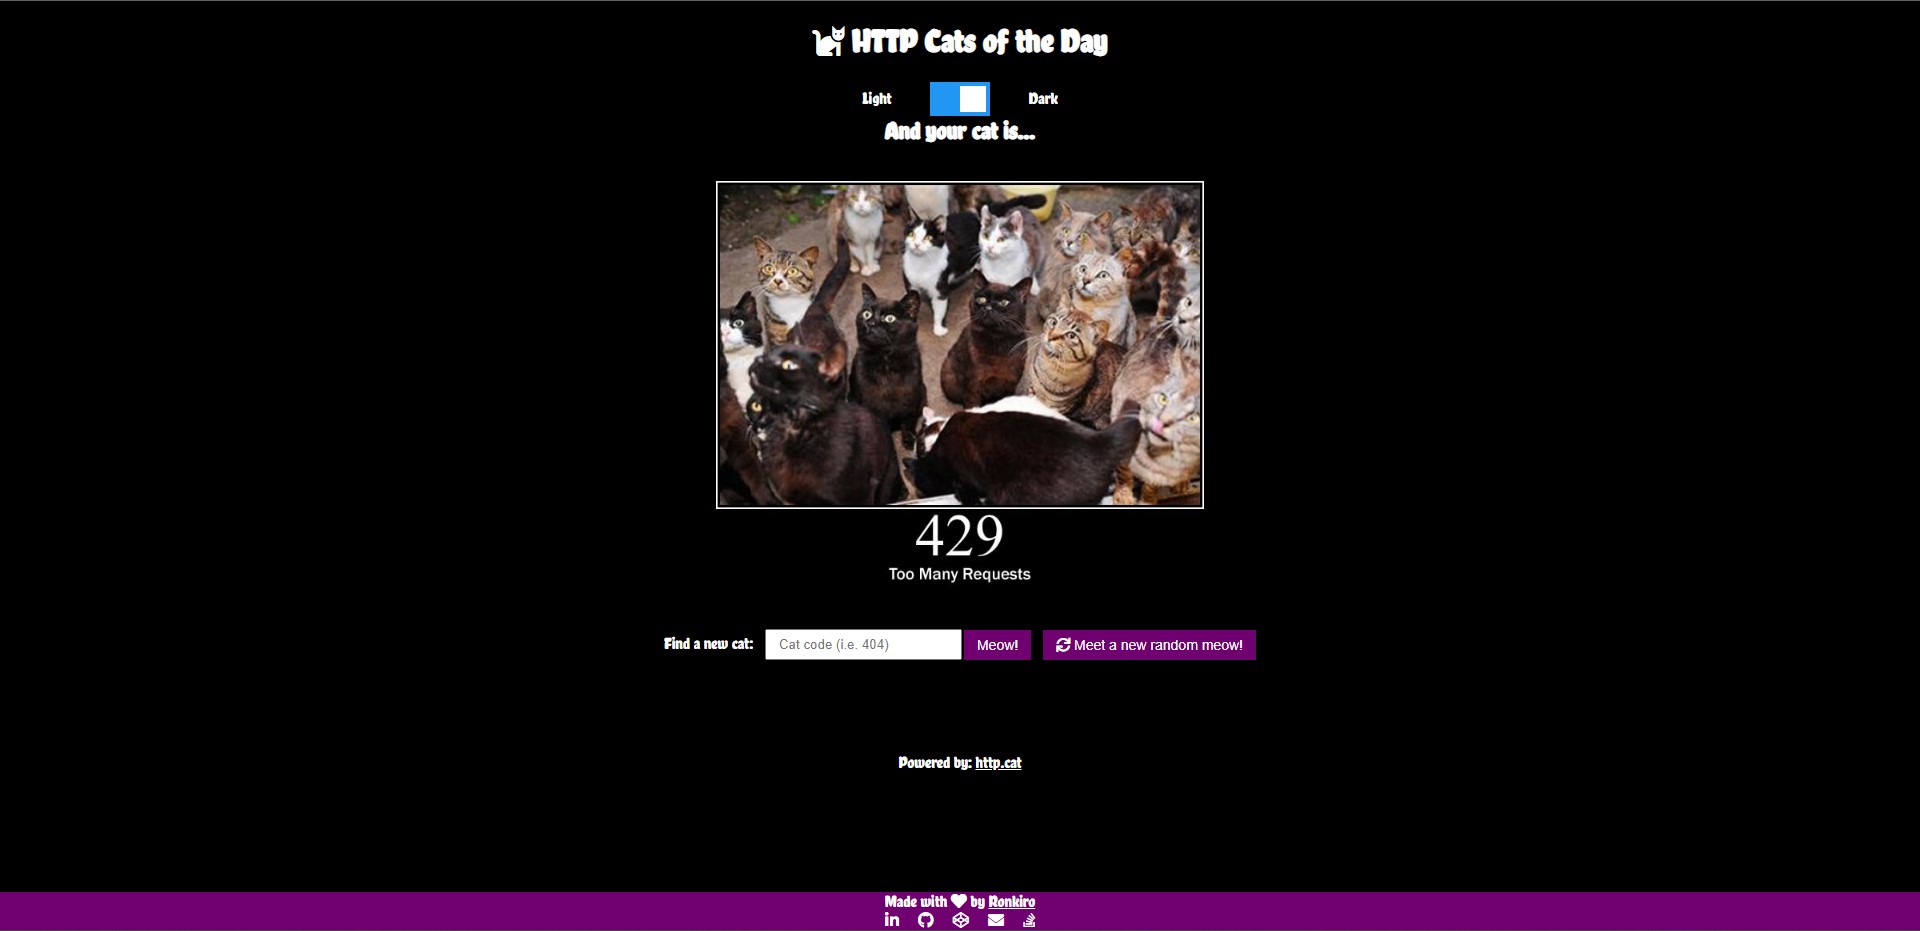 HTTP Cats of the Day
Light Dark
And your cat is...
429
Too Many Requests
Find a new cat: Cat code (i.e. 404) Meow! Meet a new random meow!
Powered by: http.cat
Made with by Ronkiro
in